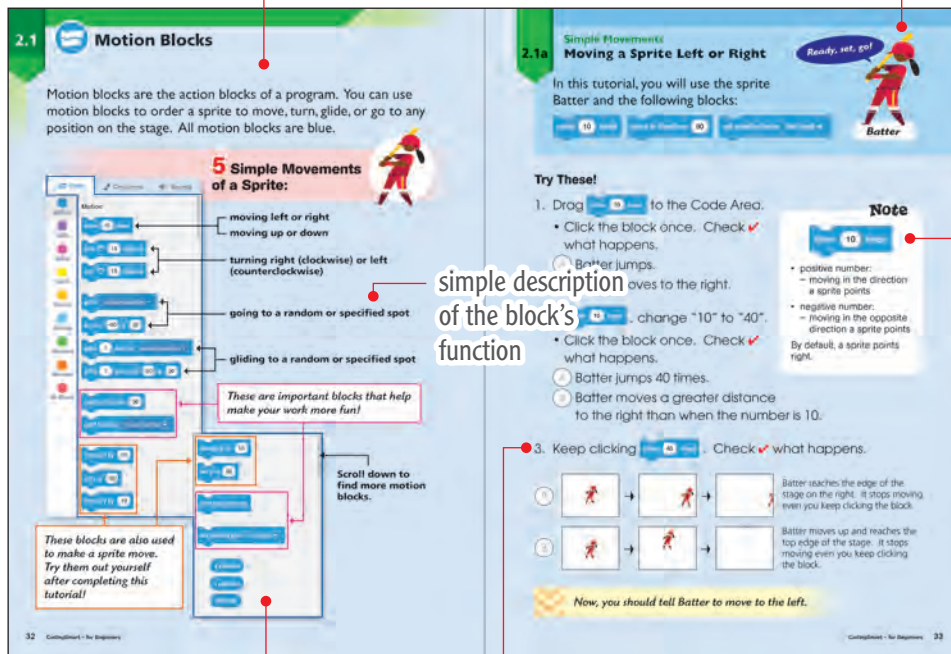 2.1
Motion Blocks
Motion blocks are the action blocks of a program. You can use
motion blocks to order a sprite to move, turn, glide, or go to any
position on the stage. All motion blocks are blue.
5 Simple Movements
of a Sprite:
Motion
moving left or right
moving up or down
turning right (clockwise) or left
(counterclockwise)
going to a random or specified spot
gliding to a random or specified spot
These are important blocks that help
make your work more fun!
Scroll down to
find more motion
blocks.
These blocks are also used
to make a sprite move.
Try them out yourself
after completing this
tutorial!
32 CodingSmart – for Beginners
simple description
of the block's
function
2.1a
Simple Movements
Moving a Sprite Left or Right
Ready, set, go!
In this tutorial, you will use the sprite
Batter and the following blocks:
10
90
Batter
Try These!
1. Drag 10 to the Code Area.
• Click the block once. Check ✔
what happens.
A Batter jumps.
oves to the right.
10 , change "10" to "40".
• Click the block once. Check ✔
what happens.
A Batter jumps 40 times.
B Batter moves a greater distance
to the right than when the number is 10.
Note
10
• positive number:
– moving in the direction
a sprite points
• negative number:
– moving in the opposite
direction a sprite points
By default, a sprite points
right.
3. Keep clicking 40 . Check ✔ what happens.
Batter reaches the edge of the
stage on the right. It stops moving
even you keep clicking the block.
Batter moves up and reaches the
top edge of the stage. It stops
moving even you keep clicking
the block.
Now, you should tell Batter to move to the left.
CodingSmart – for Beginners 33